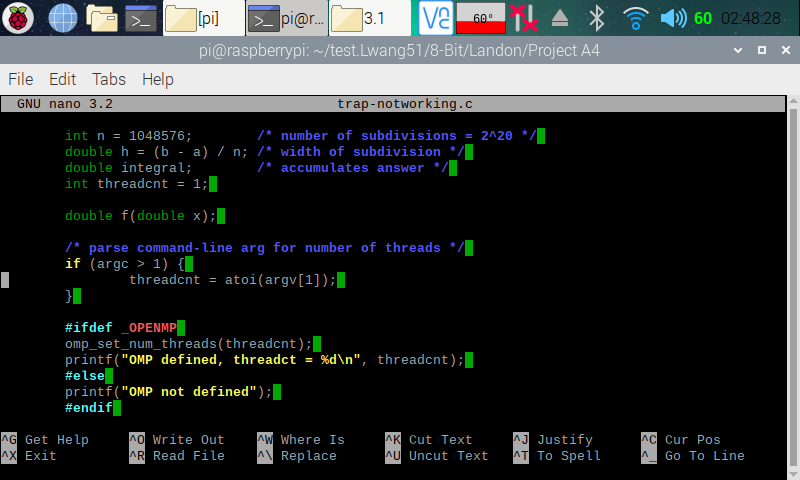 [pi]
pi@r...
3.1
60°
60
02:48:28
pi@raspberrypi: ~/test.Lwang51/8-Bit/Landon/Project A4
File Edit Tabs Help
GNU nano 3.2 trap-notworking.c
int n = 1048576; /* number of subdivisions = 2^20 */
double h = (b - a) / n; /* width of subdivision */
double integral; /* accumulates answer */
int threadcnt = 1;
double f(double x);
/* parse command-line arg for number of threads */
if (argc > 1) {
threadcnt = atoi(argv[1]);
}
#ifdef _OPENMP
omp_set_num_threads(threadcnt);
printf("OMP defined, threadct = %d\n", threadcnt);
#else
printf("OMP not defined");
#endif
^G Get Help ^O Write Out ^W Where Is ^K Cut Text ^J Justify ^C Cur Pos
^X Exit ^R Read File ^\ Replace ^U Uncut Text ^T To Spell ^_ Go To Line